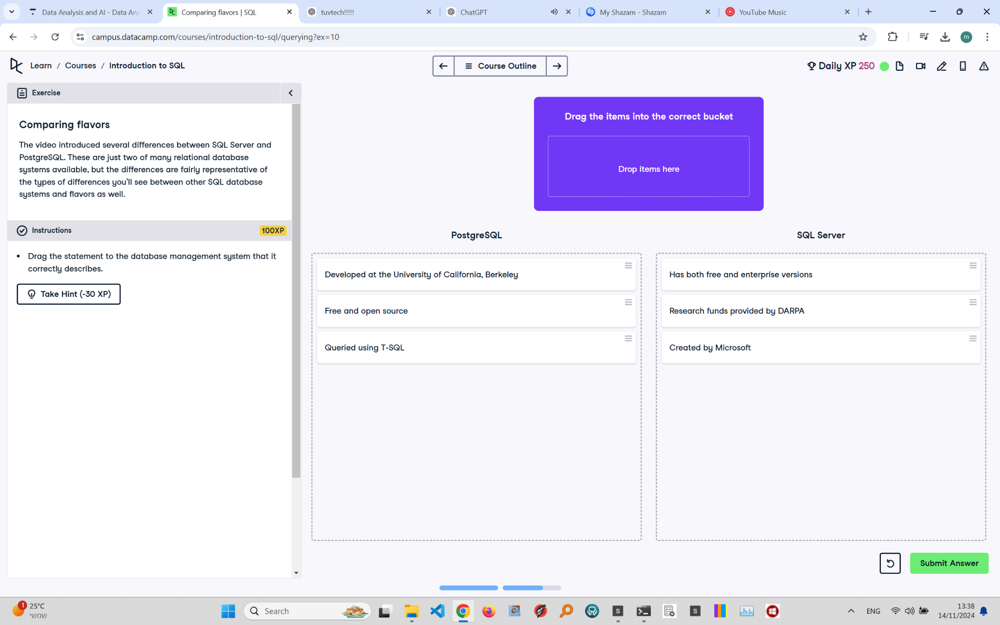 Data Analysis and AI - Data Ana
Comparing flavors | SQL
tuvtech!!!!!
ChatGPT
My Shazam - Shazam
YouTube Music
campus.datacamp.com/courses/introduction-to-sql/querying?ex=10
m
Learn / Courses / Introduction to SQL
Course Outline
Daily XP 250
Exercise
Comparing flavors
The video introduced several differences between SQL Server and
PostgreSQL. These are just two of many relational database
systems available, but the differences are fairly representative of
the types of differences you'll see between other SQL database
systems and flavors as well.
Instructions
100XP
Drag the statement to the database management system that it
correctly describes.
Take Hint (-30 XP)
Drag the items into the correct bucket
Drop items here
PostgreSQL
Developed at the University of California, Berkeley
Free and open source
Queried using T-SQL
SQL Server
Has both free and enterprise versions
Research funds provided by DARPA
Created by Microsoft
Submit Answer
1
25°C
שמשי
Search
S
S
ENG
13:38
14/11/2024